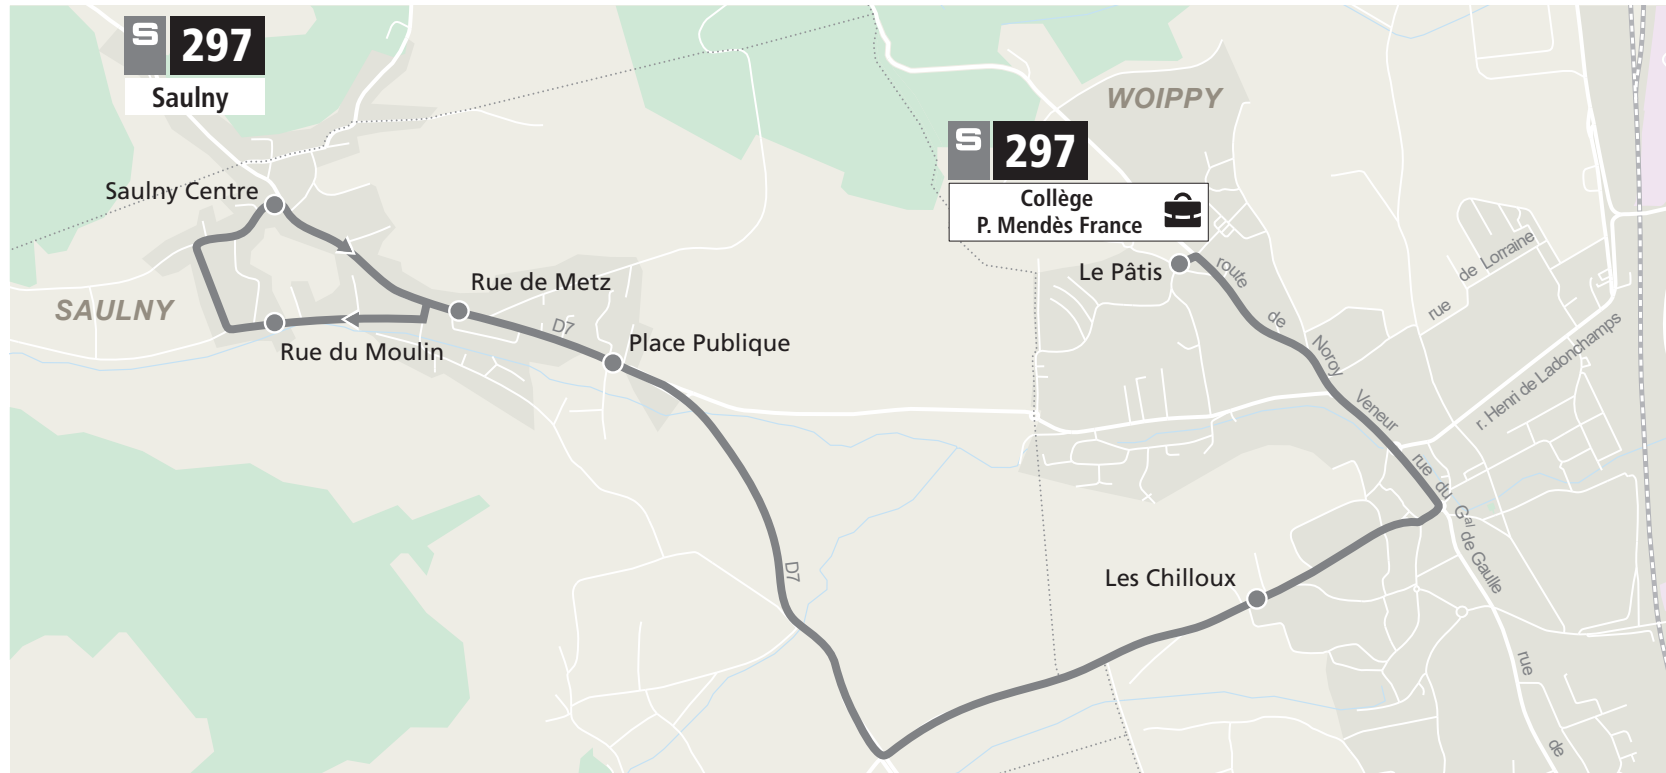 S 297
Saulny
WOIPPY
S 297
Collège
P. Mendès France
Saulny Centre
Rue de Metz
SAULNY
Rue du Moulin
D7
Place Publique
Le Pâtis
route
de
Noroy
Veneur
rue
de Lorraine
r. Henri de Ladonchamps
rue du Gal de Gaulle
D7
Les Chilloux
rue
de